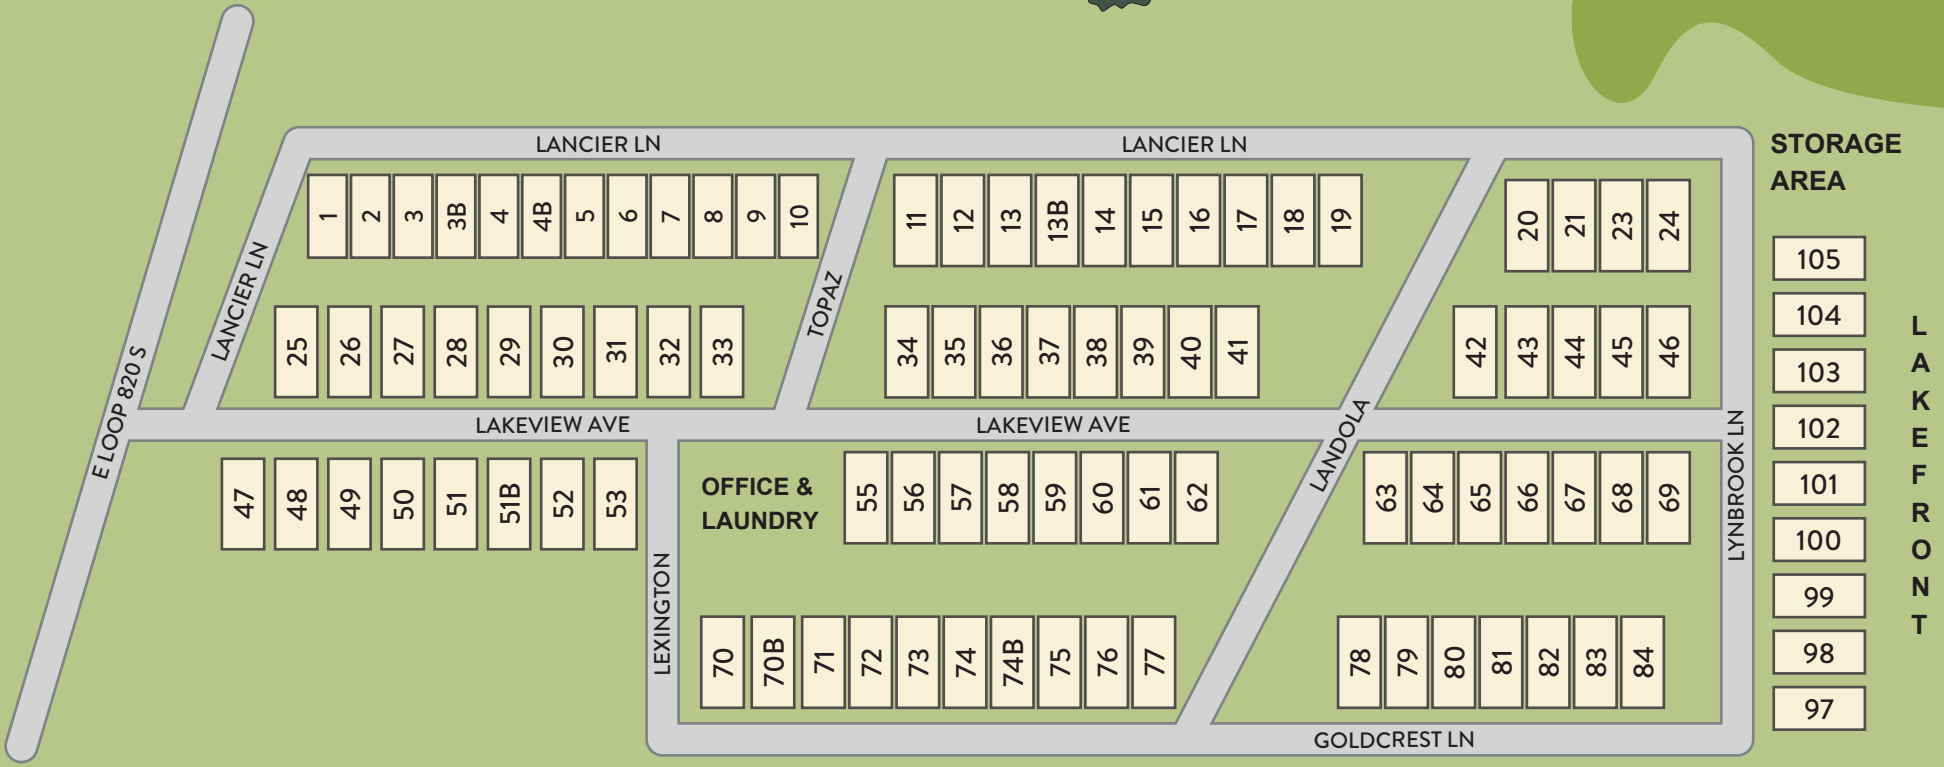 LANCIER LN
LANCIER LN
STORAGE
AREA
1 2 3 3B 4 4B 5 6 7 8 9 10
11 12 13 13B 14 15 16 17 18 19
20 21 23 24
LANCIER LN
TOPAZ
105
104
103
102
101
100
99
98
97
LAKEFRONT
25 26 27 28 29 30 31 32 33
34 35 36 37 38 39 40 41
42 43 44 45 46
E LOOP 820 S
LAKEVIEW AVE
LAKEVIEW AVE
LANDOLA
LYNBROOK LN
47 48 49 50 51 51B 52 53
OFFICE &
LAUNDRY
55 56 57 58 59 60 61 62
63 64 65 66 67 68 69
LEXINGTON
70 70B 71 72 73 74 74B 75 76 77
78 79 80 81 82 83 84
GOLDCREST LN